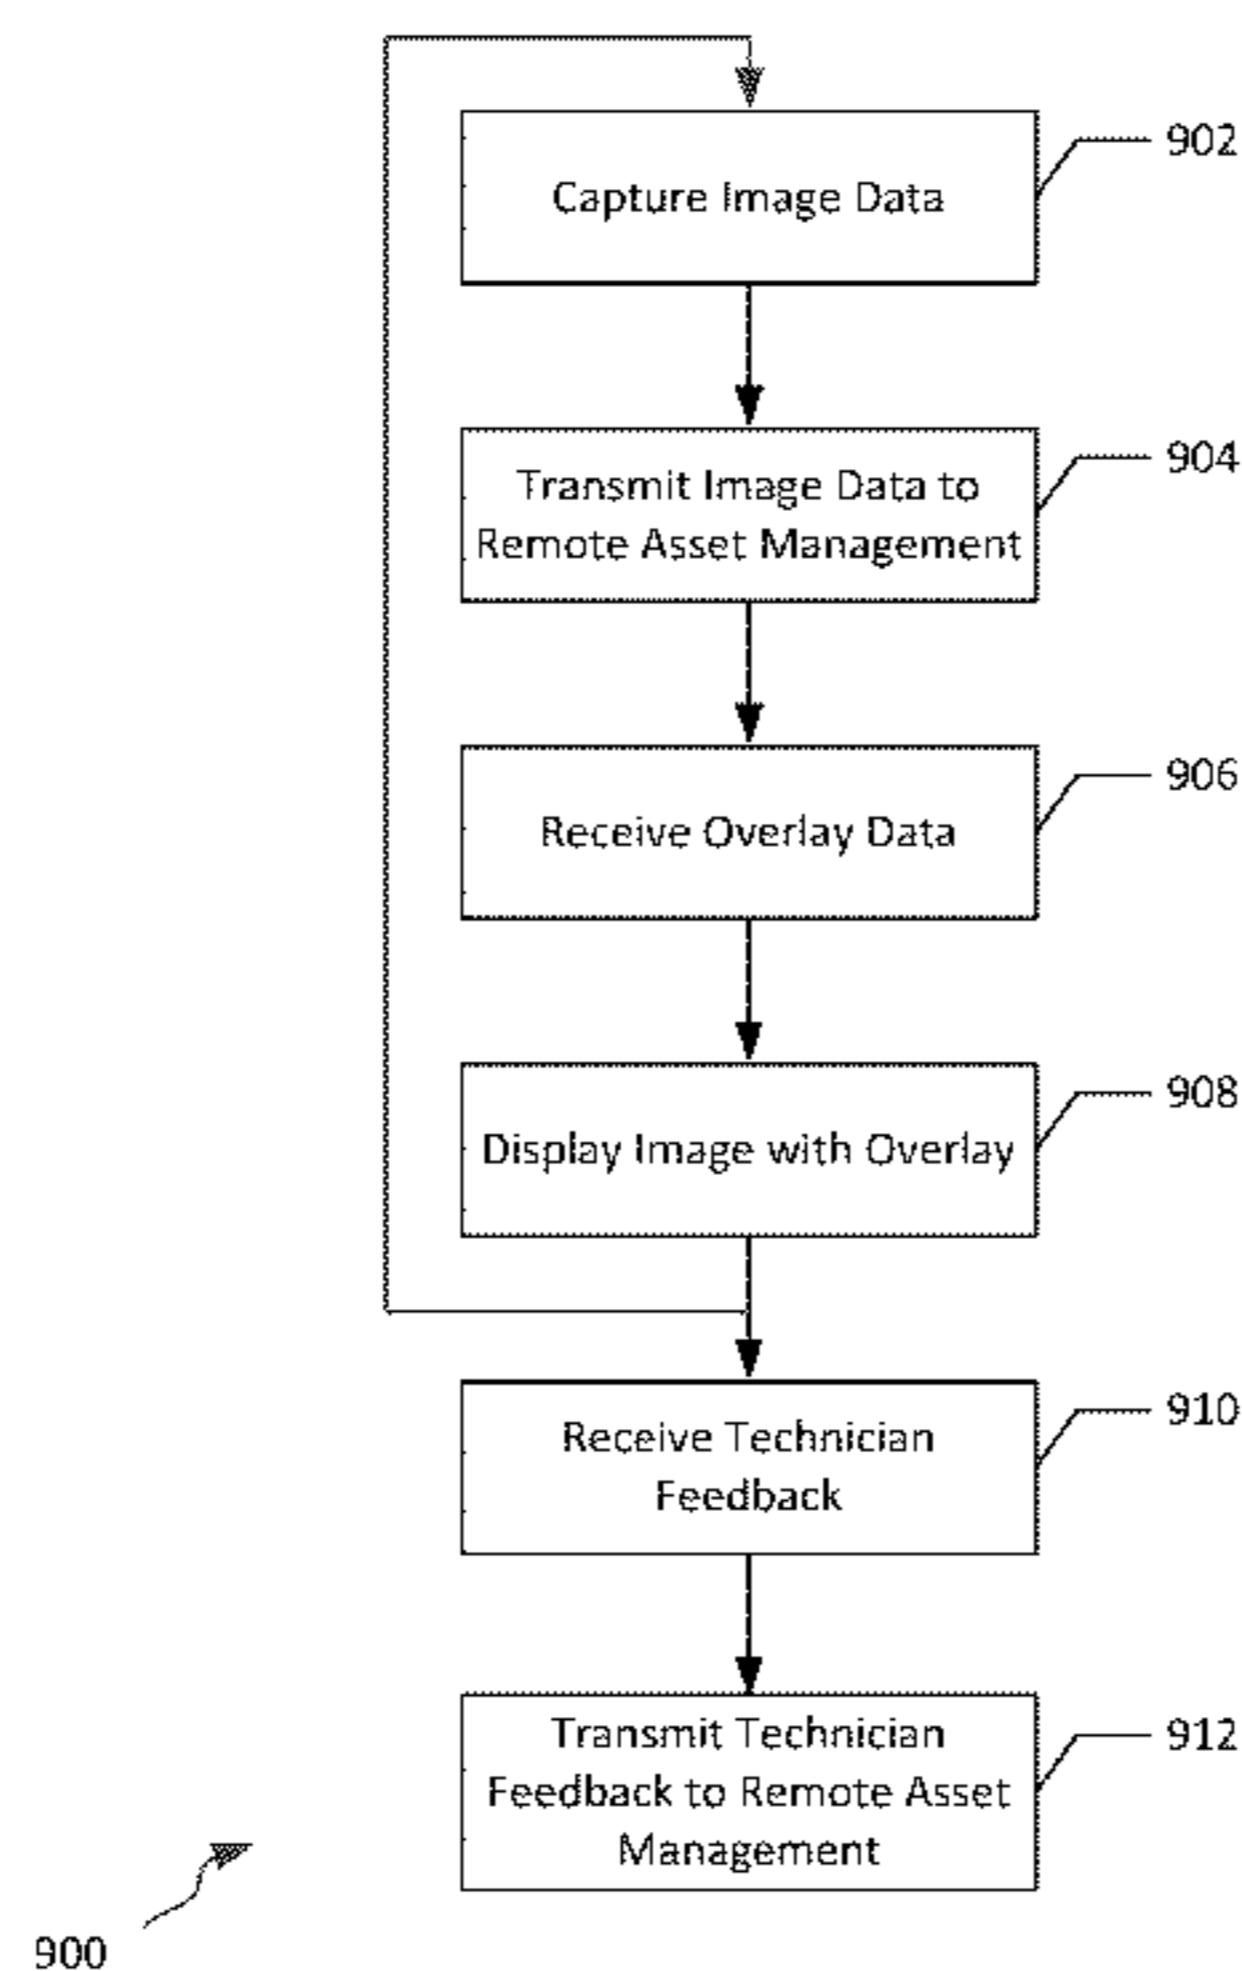 Capture Image Data
902
Transmit Image Data to
Remote Asset Management
904
Receive Overlay Data
906
Display Image with Overlay
908
Receive Technician
Feedback
910
Transmit Technician
Feedback to Remote Asset
Management
912
900